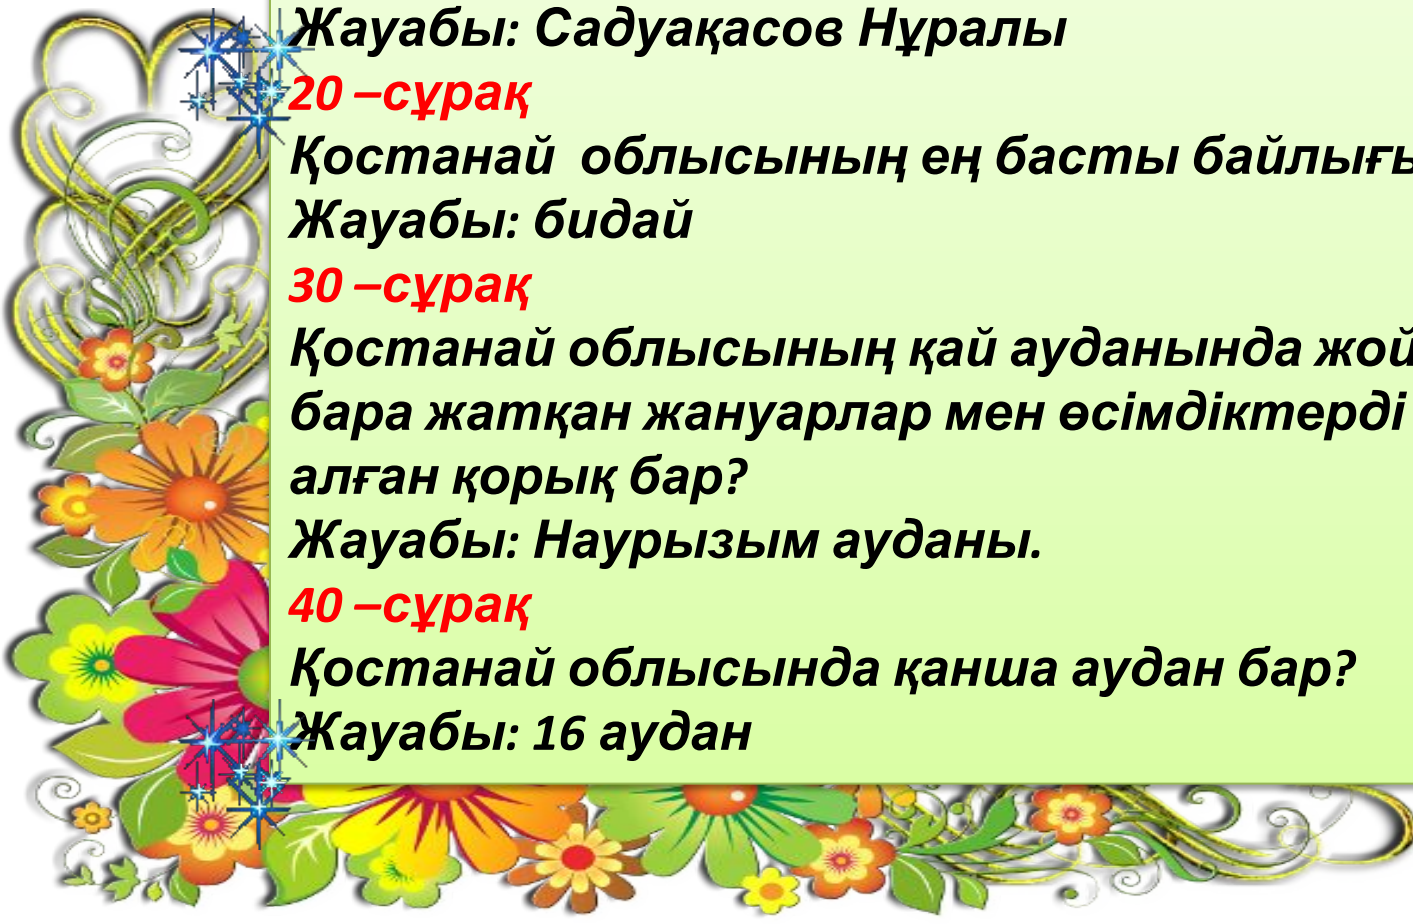 Жауабы: Садуақасов Нұралы
20 –сұрақ
Қостанай облысының ең басты байлығы
Жауабы: бидай
30 –сұрақ
Қостанай облысының қай ауданында жой
бара жатқан жануарлар мен өсімдіктерді
алған қорық бар?
Жауабы: Наурызым ауданы.
40 –сұрақ
Қостанай облысында қанша аудан бар?
Жауабы: 16 аудан